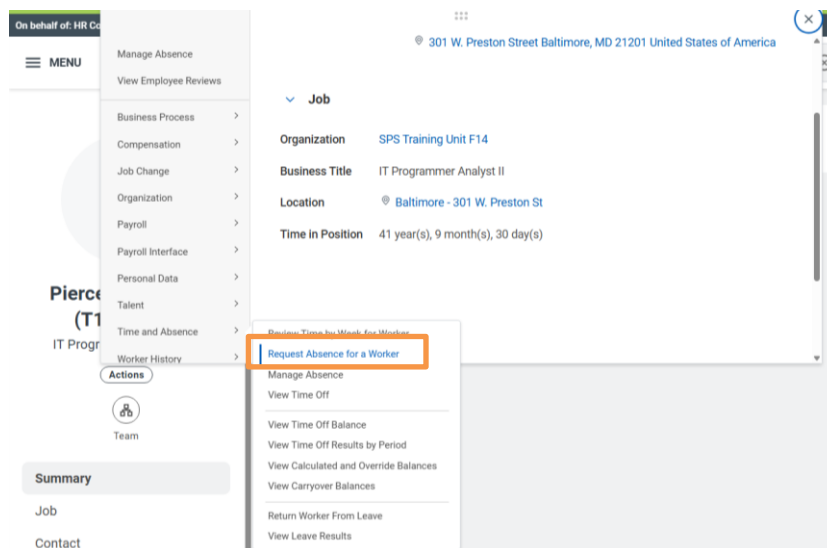 On behalf of: HR Co
MENU
Manage Absence
View Employee Reviews
Business Process
Compensation
Job Change
Organization
Payroll
Payroll Interface
Personal Data
Talent
Time and Absence
Worker History
301 W. Preston Street Baltimore, MD 21201 United States of America
Job
Organization SPS Training Unit F14
Business Title IT Programmer Analyst II
Location Baltimore - 301 W. Preston St
Time in Position 41 year(s), 9 month(s), 30 day(s)
Pierce
(T1
IT Progr
Actions
Team
Summary
Job
Contact
Review Time by Week for Worker
Request Absence for a Worker
Manage Absence
View Time Off
View Time Off Balance
View Time Off Results by Period
View Calculated and Override Balances
View Carryover Balances
Return Worker From Leave
View Leave Results